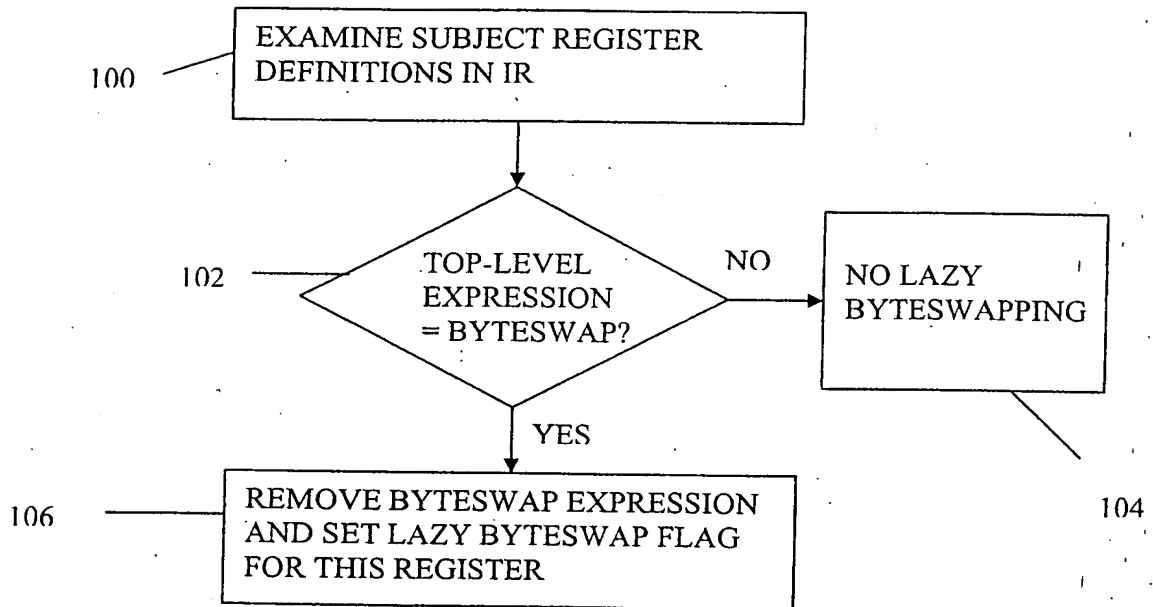 EXAMINE SUBJECT REGISTER
DEFINITIONS IN IR
100
102
TOP-LEVEL
EXPRESSION
= BYTESWAP?
NO
NO LAZY
BYTESWAPPING
YES
104
106
REMOVE BYTESWAP EXPRESSION
AND SET LAZY BYTESWAP FLAG
FOR THIS REGISTER